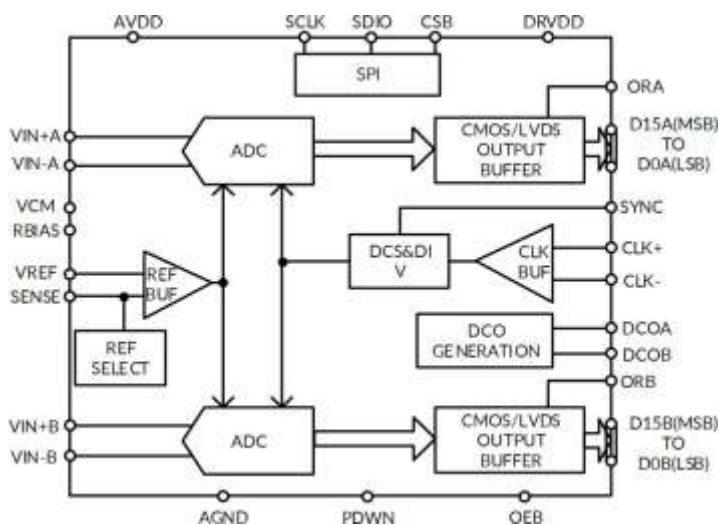 AVDD
SCLK
SDIO
CSB
DRVDD
SPI
ORA
VIN+A
VIN-A
ADC
CMOS/LVDS
OUTPUT
BUFFER
D15A(MSB)
TO
D0A(LSB)
VCM
RBIAS
SYNC
VREF
SENSE
REF
BUF
DCS&DI
V
CLK
BUF
CLK+
CLK-
REF
SELECT
DCO
GENERATION
DCOA
DCOB
ORB
VIN+B
VIN-B
ADC
CMOS/LVDS
OUTPUT
BUFFER
D15B(MSB)
TO
D0B(LSB)
AGND
PDWN
OEB